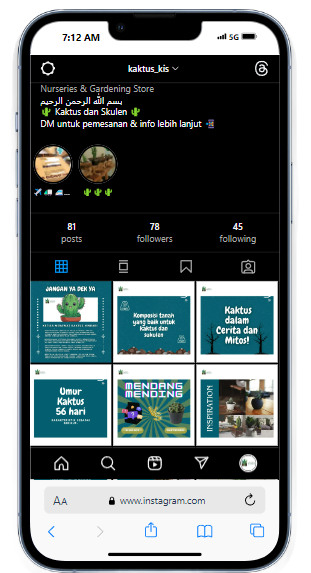 7:12 AM
5G
kaktus_kis
Nurseries & Gardening Store
بسم الله الرحمن الرحيم
🌵 Kaktus dan Skulen 🌵
DM untuk pemesanan & info lebih lanjut 📲
81 78 45
posts followers following
JANGAN YA DEK YA
Komposisi tanah
yang baik untuk
kaktus dan
sukulen
Kaktus
dalam
Cerita dan
Mitos!
Umur
Kaktus
56 hari
MENDANG
MENDING
INSPIRATION
AA
www.instagram.com